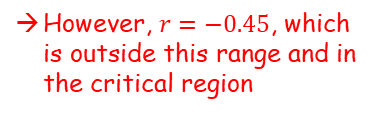 → However, r = −0.45, which
is outside this range and in
the critical region